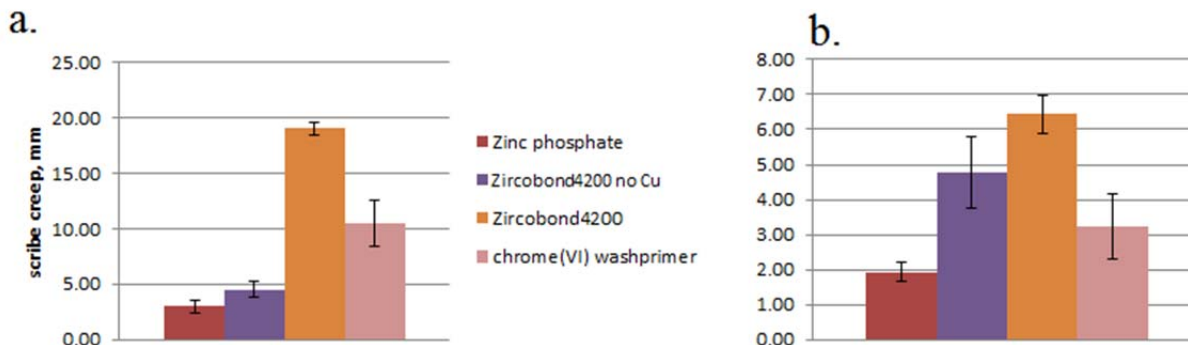 a.
25.00
20.00
15.00
10.00
5.00
0.00
scribe creep, mm
Zinc phosphate
Zircobond4200 no Cu
Zircobond4200
chrome(VI) washprimer
b.
8.00
7.00
6.00
5.00
4.00
3.00
2.00
1.00
0.00